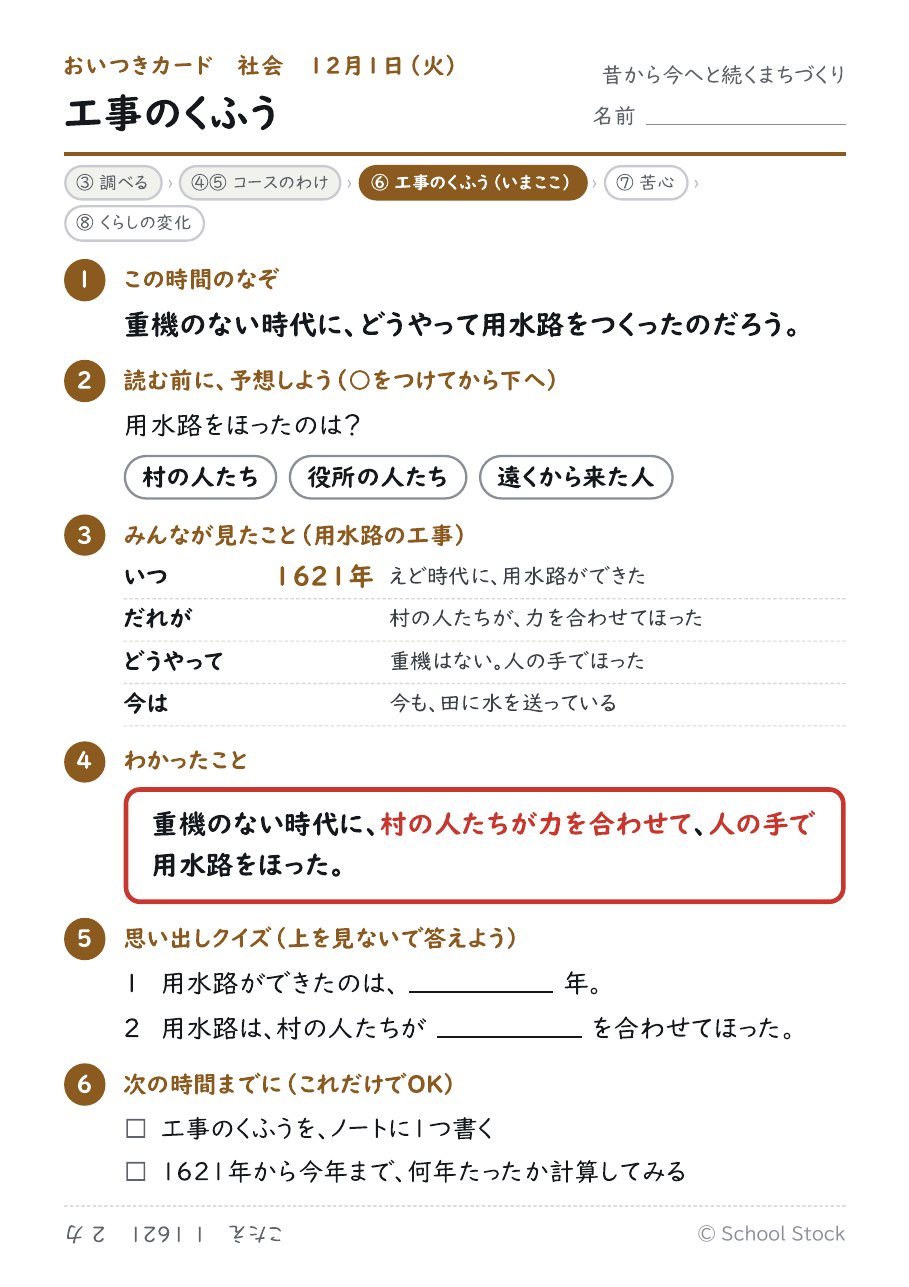 おいつきカード 社会 12月1日(火)
昔から今へと続くまちづくり
工事のくふう
名前
③ 調べる › ④⑤ コースのわけ › ⑥ 工事のくふう(いまここ) › ⑦ 苦心 ›
⑧ くらしの変化
1 この時間のなぞ
重機のない時代に、どうやって用水路をつくったのだろう。
2 読む前に、予想しよう(○をつけてから下へ)
用水路をほったのは?
村の人たち 役所の人たち 遠くから来た人
3 みんなが見たこと(用水路の工事)
いつ 1621年 えど時代に、用水路ができた
だれが 村の人たちが、力を合わせてほった
どうやって 重機はない。人の手でほった
今は 今も、田に水を送っている
4 わかったこと
重機のない時代に、村の人たちが力を合わせて、人の手で
用水路をほった。
5 思い出しクイズ(上を見ないで答えよう)
1 用水路ができたのは、 年。
2 用水路は、村の人たちが を合わせてほった。
6 次の時間までに(これだけでOK)
□ 工事のくふうを、ノートに1つ書く
□ 1621年から今年まで、何年たったか計算してみる
こたえ 1 1621 2 力
© School Stock